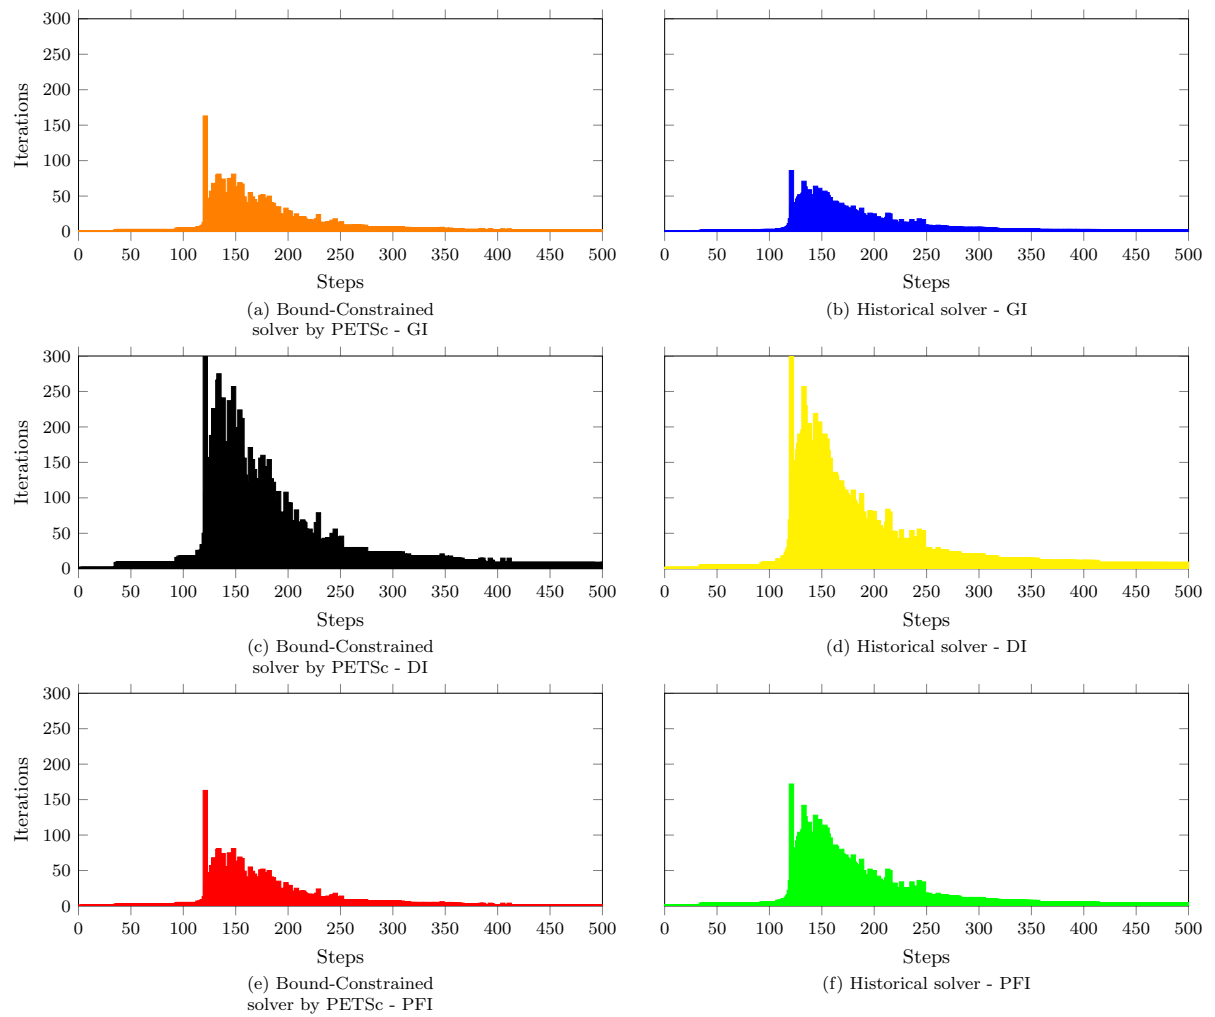 300
250
200
150
100
50
0
Iterations
0 50 100 150 200 250 300 350 400 450 500
Steps
(a) Bound-Constrained
solver by PETSc - GI
0 50 100 150 200 250 300 350 400 450 500
Steps
(b) Historical solver - GI
300
250
200
150
100
50
0
Iterations
0 50 100 150 200 250 300 350 400 450 500
Steps
(c) Bound-Constrained
solver by PETSc - DI
0 50 100 150 200 250 300 350 400 450 500
Steps
(d) Historical solver - DI
300
250
200
150
100
50
0
Iterations
0 50 100 150 200 250 300 350 400 450 500
Steps
(e) Bound-Constrained
solver by PETSc - PFI
0 50 100 150 200 250 300 350 400 450 500
Steps
(f) Historical solver - PFI